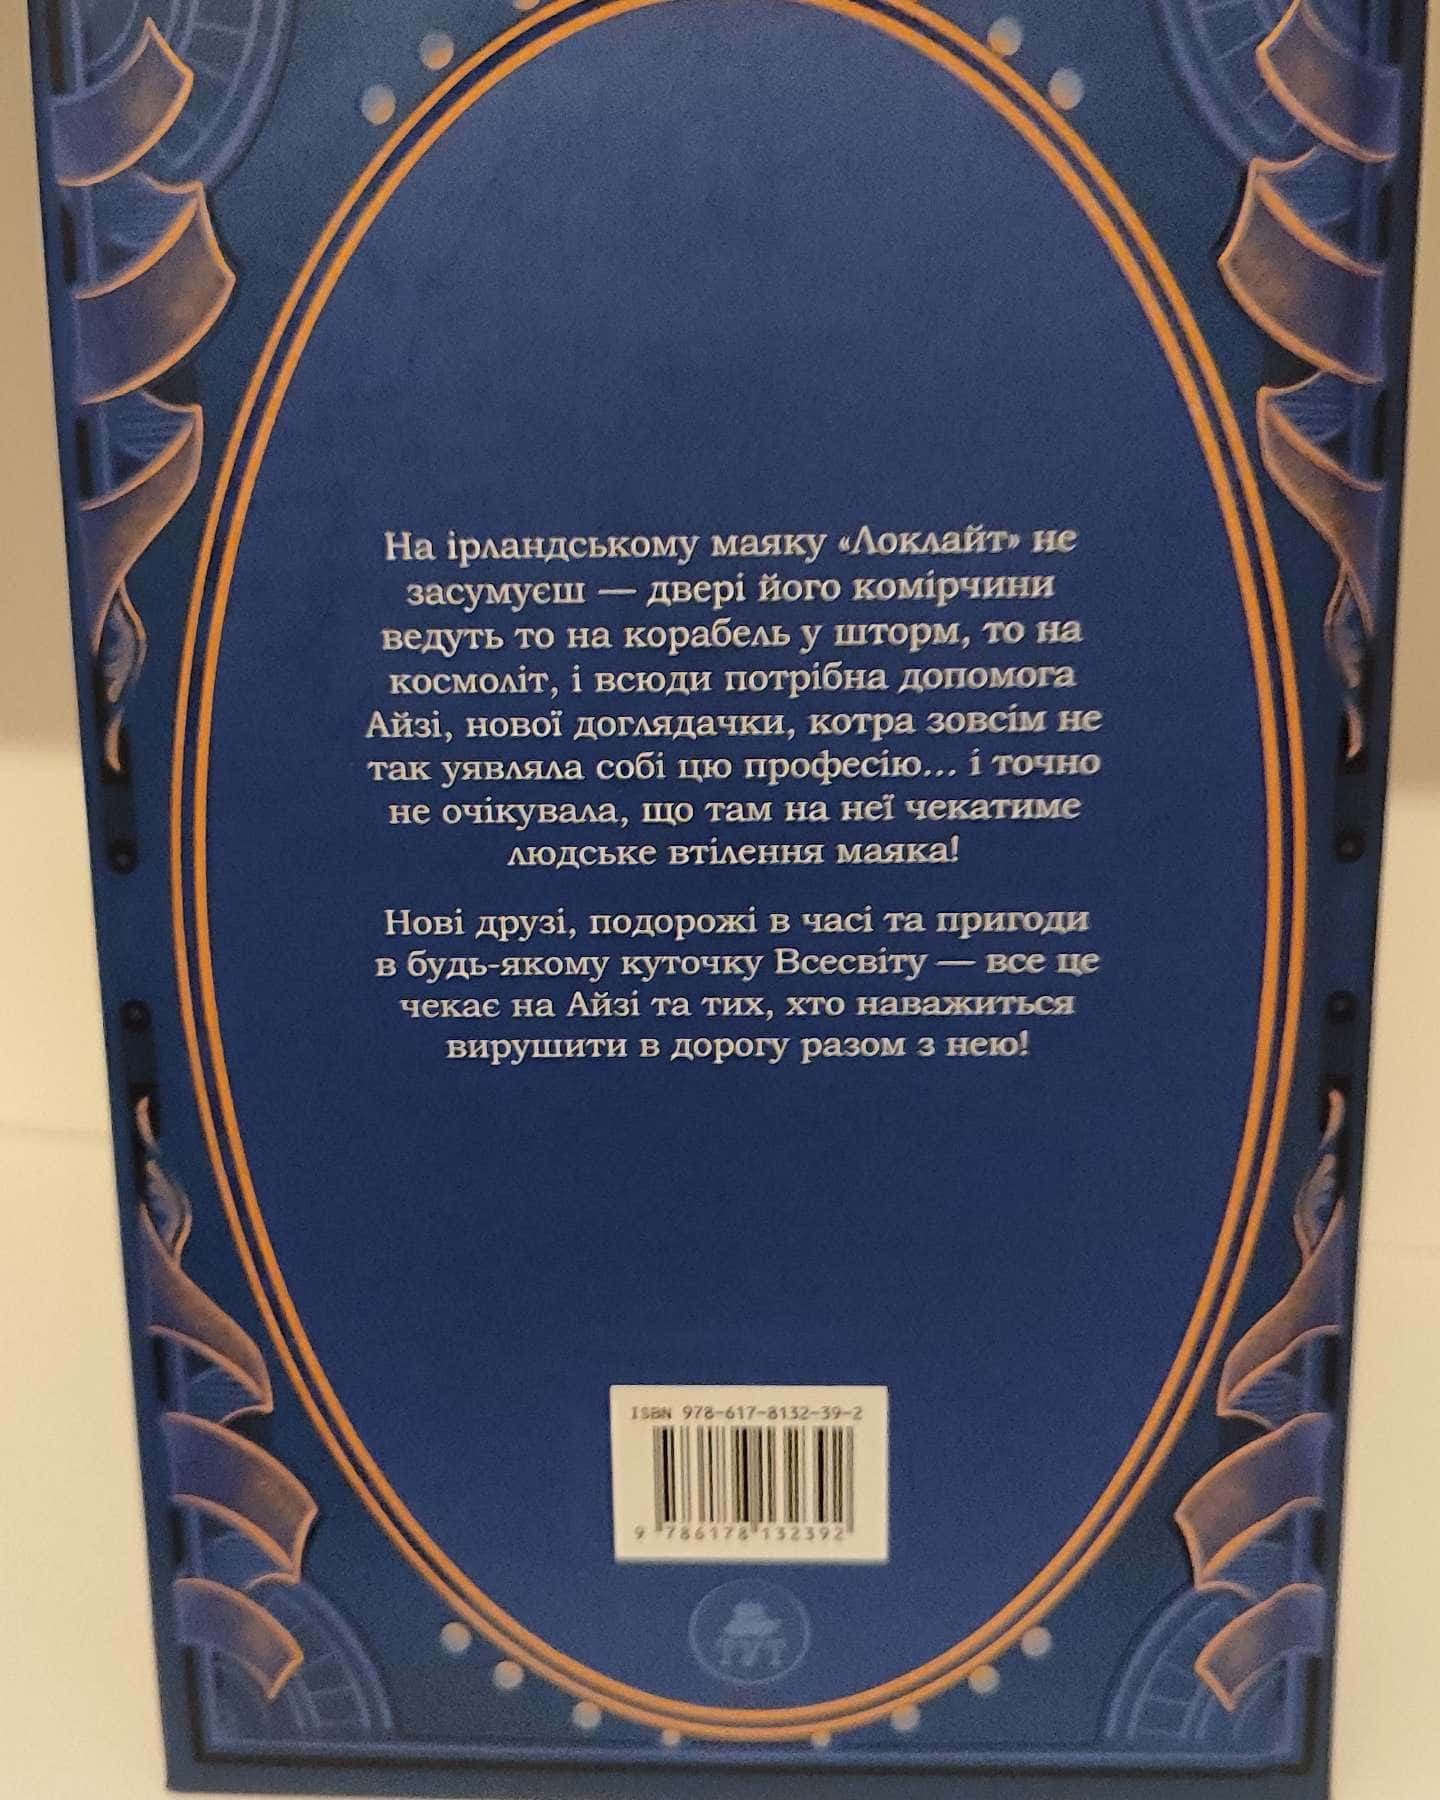 На ірландському маяку «Локлайт» не
засумуєш — двері його комірчини
ведуть то на корабель у шторм, то на
космоліт, і всюди потрібна допомога
Айзі, нової доглядачки, котра зовсім не
так уявляла собі цю професію... і точно
не очікувала, що там на неї чекатиме
людське втілення маяка!
Нові друзі, подорожі в часі та пригоди
в будь-якому куточку Всесвіту — все це
чекає на Айзі та тих, хто наважиться
вирушити в дорогу разом з нею!
ISBN 978-617-8132-39-2
9 786178 132392
ТУТ